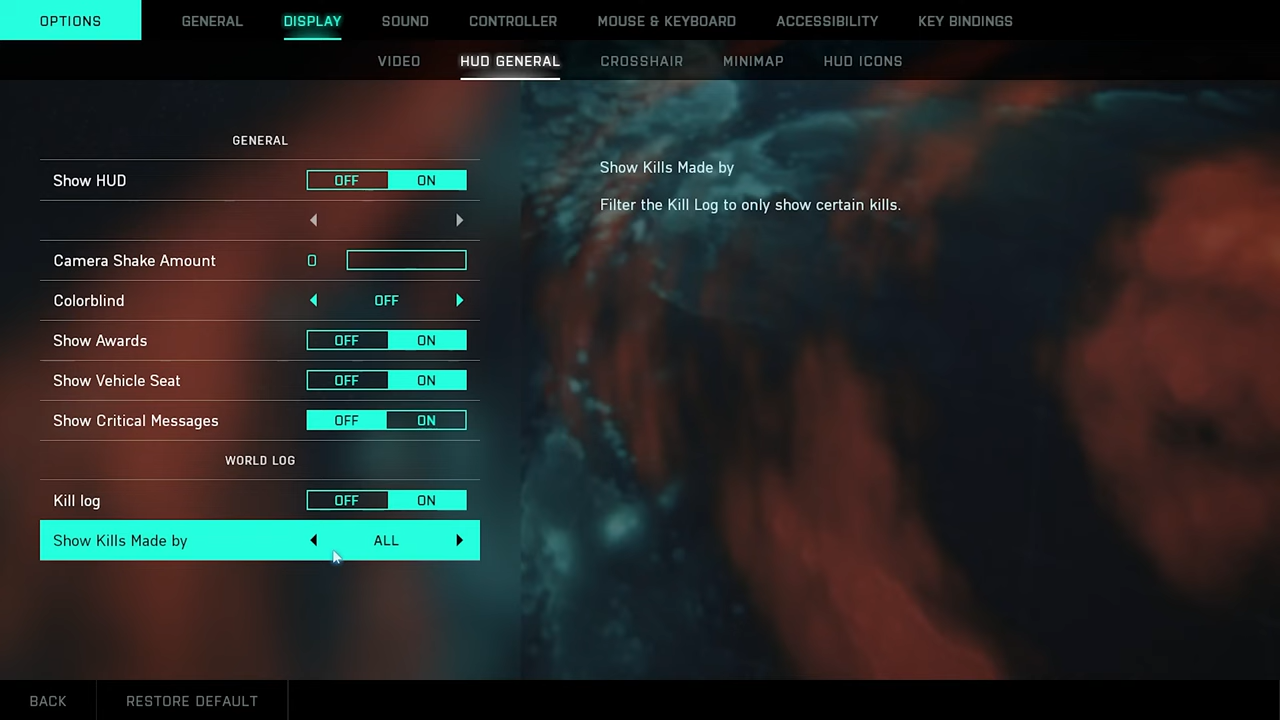 OPTIONS GENERAL DISPLAY SOUND CONTROLLER MOUSE & KEYBOARD ACCESSIBILITY KEY BINDINGS
VIDEO HUD GENERAL CROSSHAIR MINIMAP HUD ICONS
GENERAL
Show HUD OFF ON
Camera Shake Amount 0
Colorblind OFF
Show Awards OFF ON
Show Vehicle Seat OFF ON
Show Critical Messages OFF ON
WORLD LOG
Kill log OFF ON
Show Kills Made by ALL
Show Kills Made by
Filter the Kill Log to only show certain kills.
BACK RESTORE DEFAULT